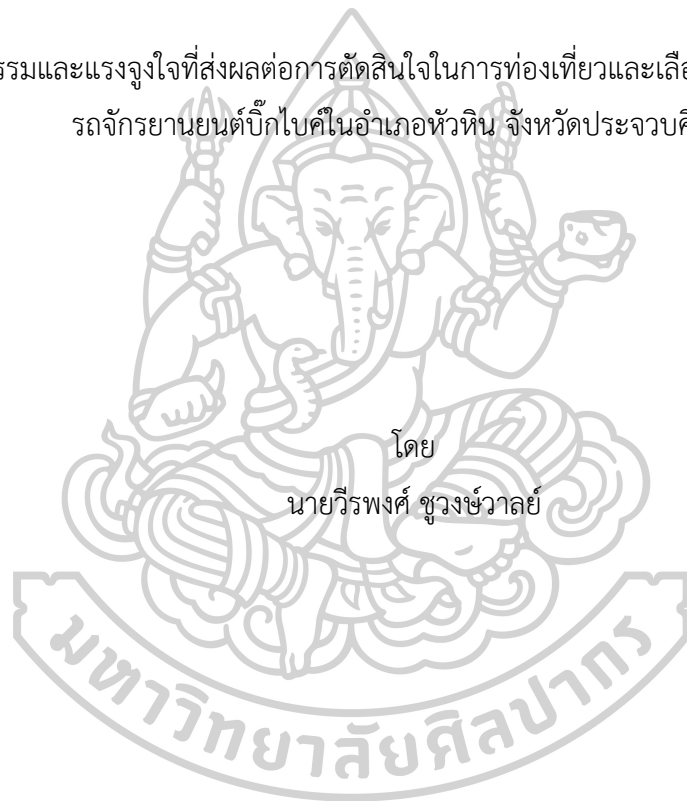 รรมและแรงจูงใจที่ส่งผลต่อการตัดสินใจในการท่องเที่ยวและเลือ
รถจักรยานยนต์บิ๊กไบค์ในอำเภอหัวหิน จังหวัดประจวบคี
โดย
นายวีรพงศ์ ชูวงษ์วาลย์
มหาวิทยาลัยศิลปากร